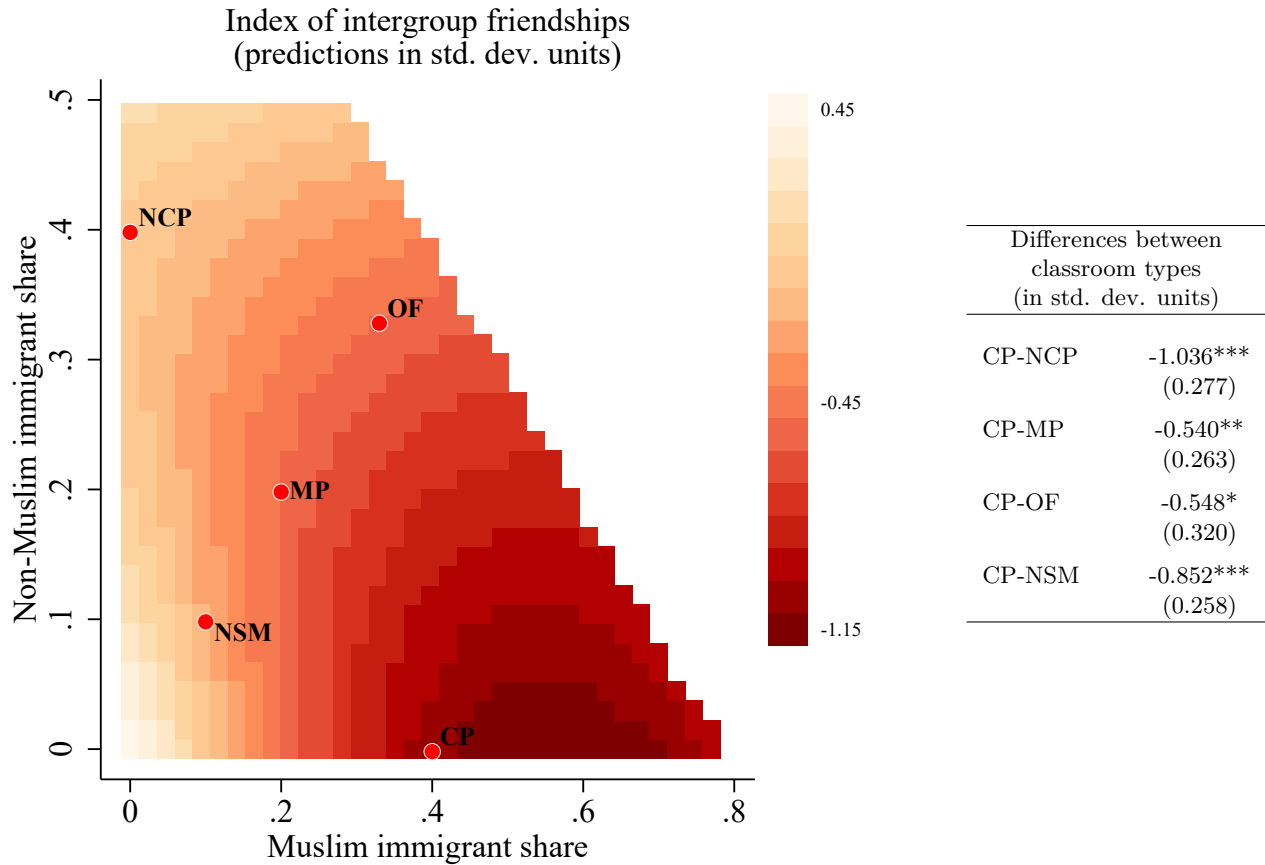 Index of intergroup friendships
(predictions in std. dev. units)
Non-Muslim immigrant share
.5
.4
.3
.2
.1
0
NCP
OF
MP
NSM
CP
0
.2
.4
.6
.8
Muslim immigrant share
0.45
-0.45
-1.15
Differences between
classroom types
(in std. dev. units)
CP-NCP -1.036***
(0.277)
CP-MP -0.540**
(0.263)
CP-OF -0.548*
(0.320)
CP-NSM -0.852***
(0.258)